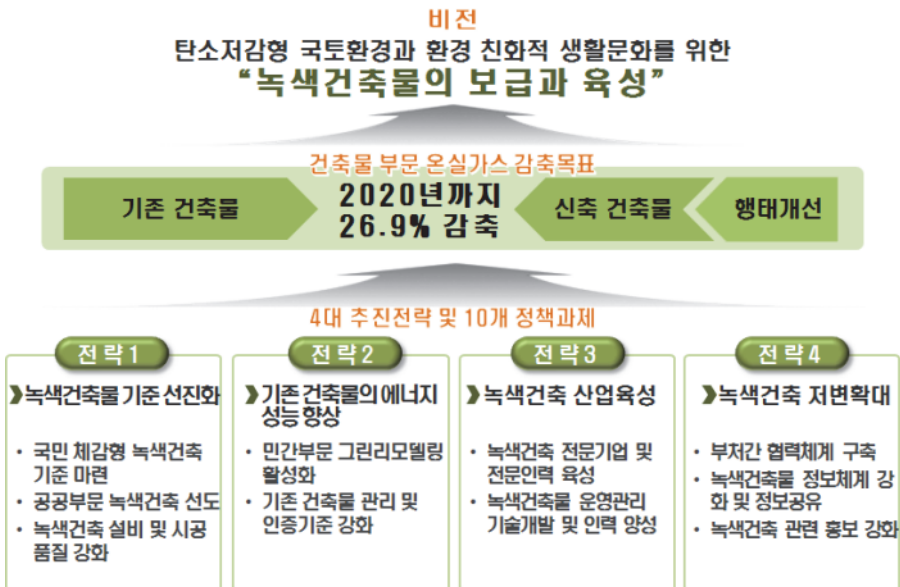 비전
탄소저감형 국토환경과 환경 친화적 생활문화를 위한
“녹색건축물의 보급과 육성”
건축물 부문 온실가스 감축목표
기존 건축물
2020년까지
26.9% 감축
신축 건축물
행태개선
4대 추진전략 및 10개 정책과제
전략1
❯녹색건축물 기준 선진화
· 국민 체감형 녹색건축
기준 마련
· 공공부문 녹색건축 선도
· 녹색건축 설비 및 시공
품질 강화
전략2
❯기존 건축물의 에너지
성능 향상
· 민간부문 그린리모델링
활성화
· 기존 건축물 관리 및
인증기준 강화
전략3
❯녹색건축 산업육성
· 녹색건축 전문기업 및
전문인력 육성
· 녹색건축물 운영관리
기술개발 및 인력 양성
전략4
❯녹색건축 저변확대
· 부처간 협력체계 구축
· 녹색건축물 정보체계 강
화 및 정보공유
· 녹색건축 관련 홍보 강화